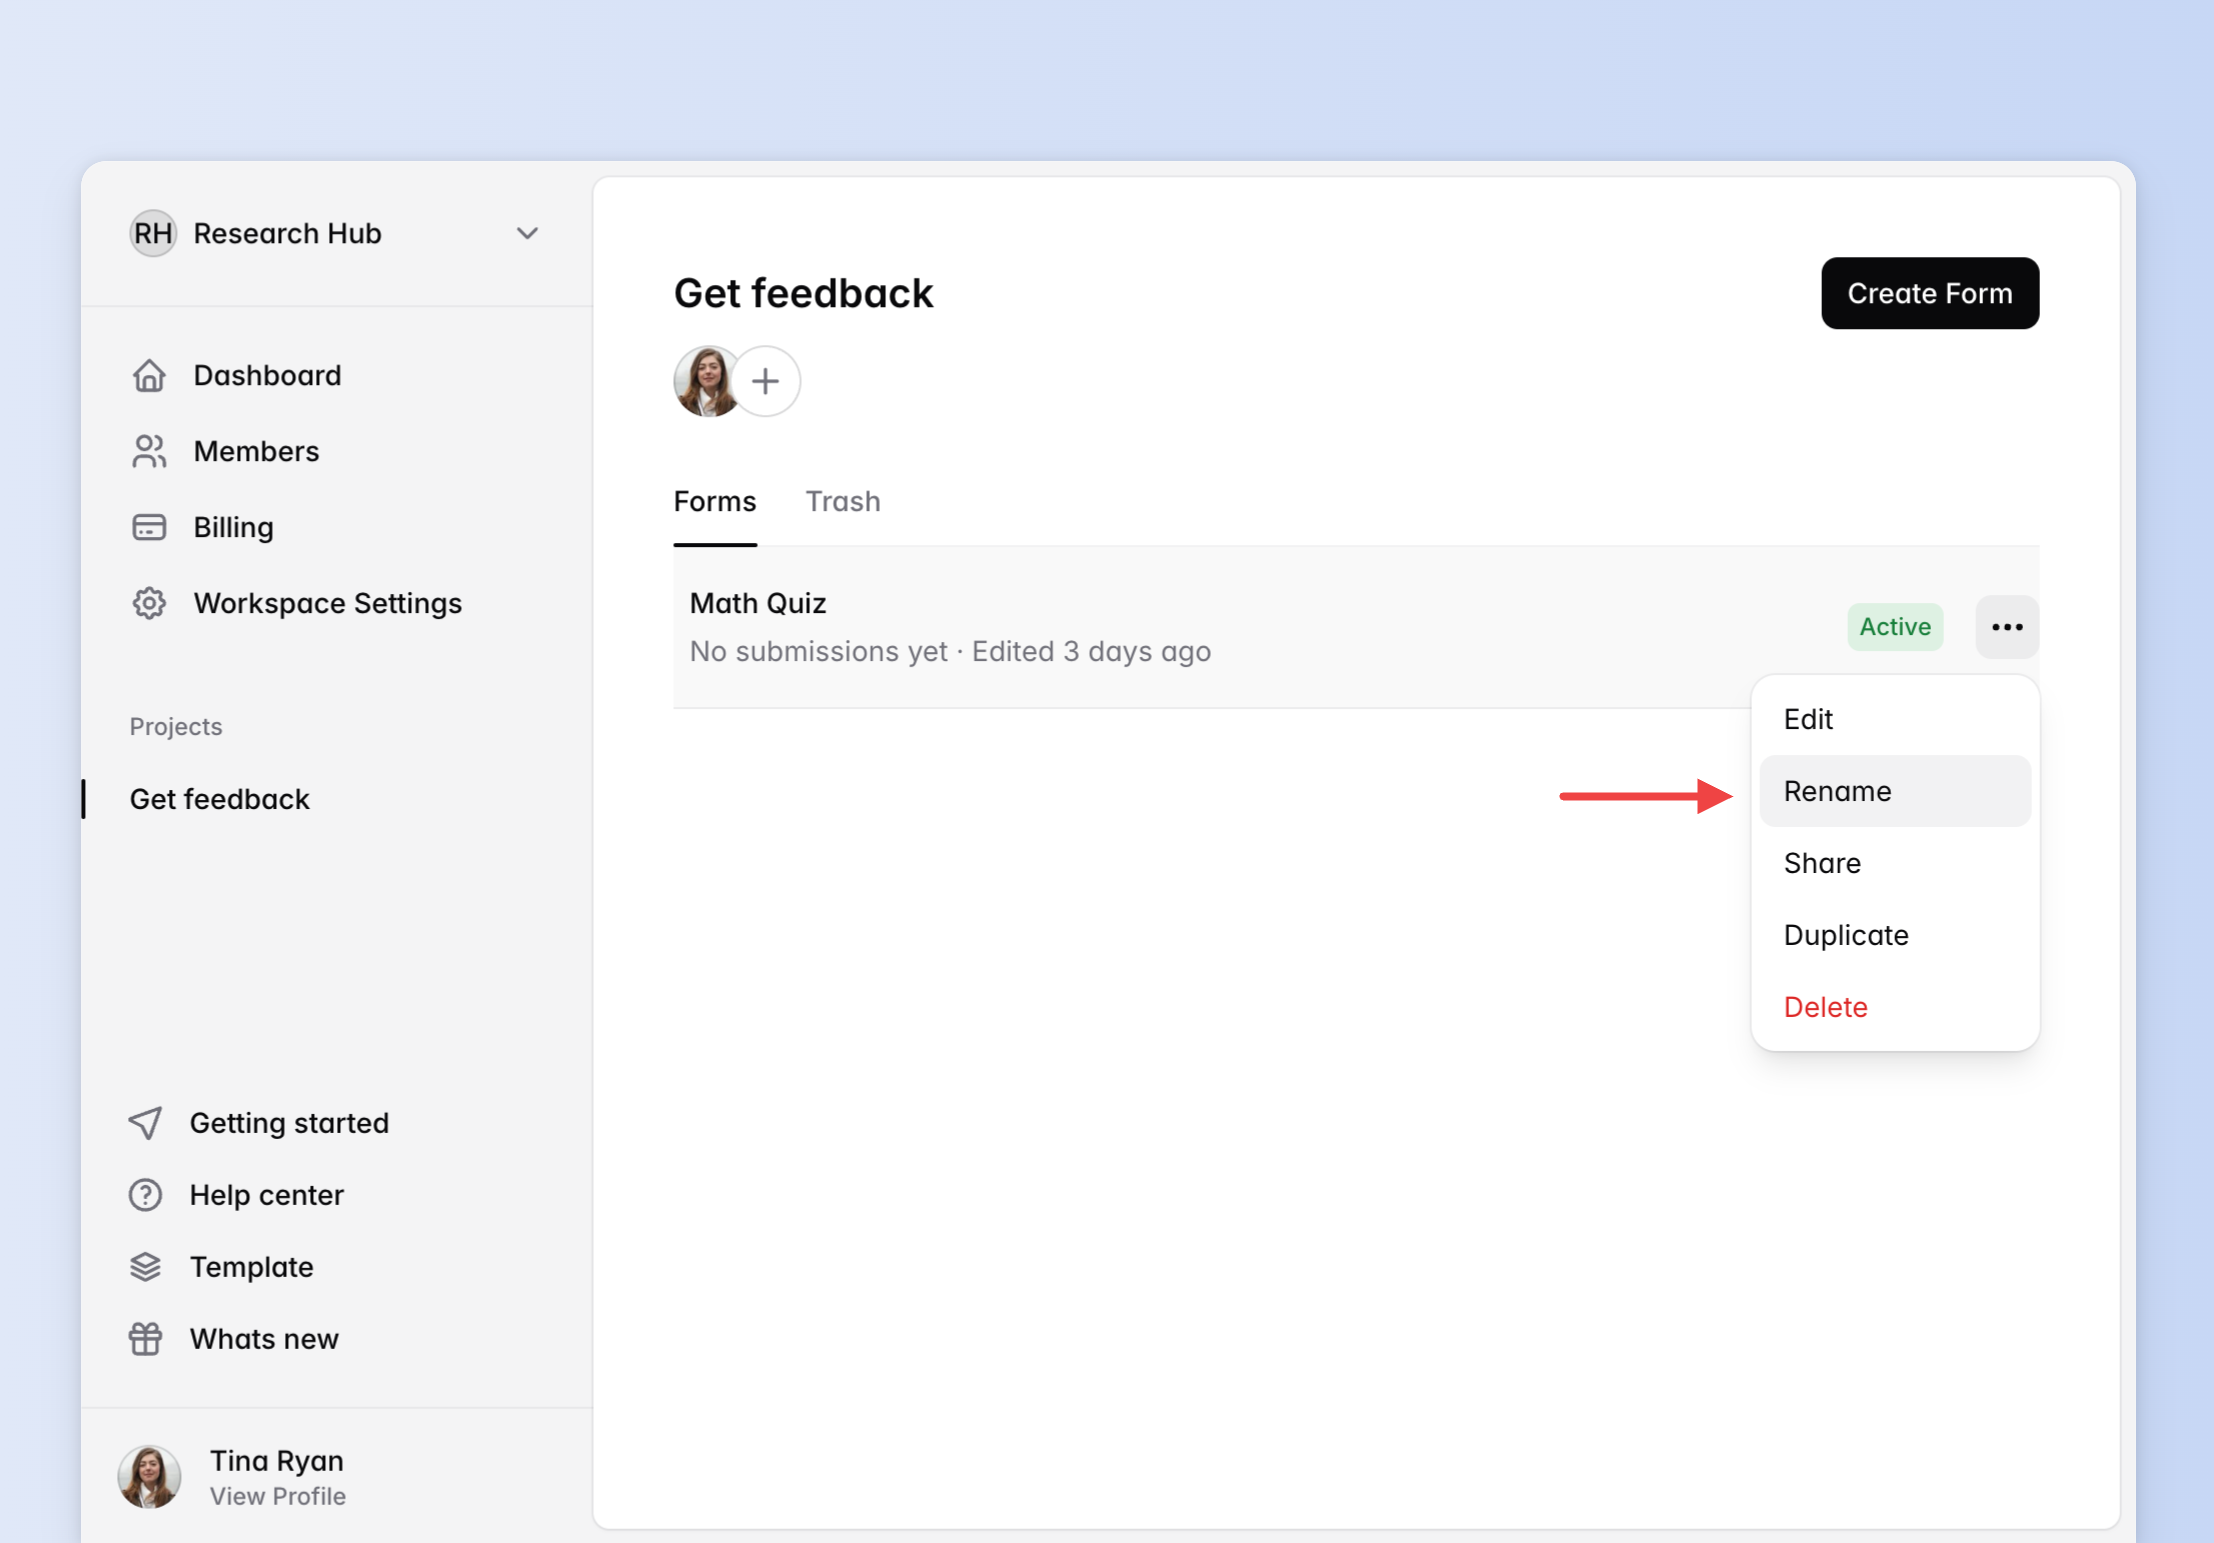 RH Research Hub
Dashboard
Members
Billing
Workspace Settings
Projects
Get feedback
Getting started
Help center
Template
Whats new
Tina Ryan
View Profile
Get feedback
Create Form
Forms Trash
Math Quiz
No submissions yet · Edited 3 days ago
Active
Edit
Rename
Share
Duplicate
Delete